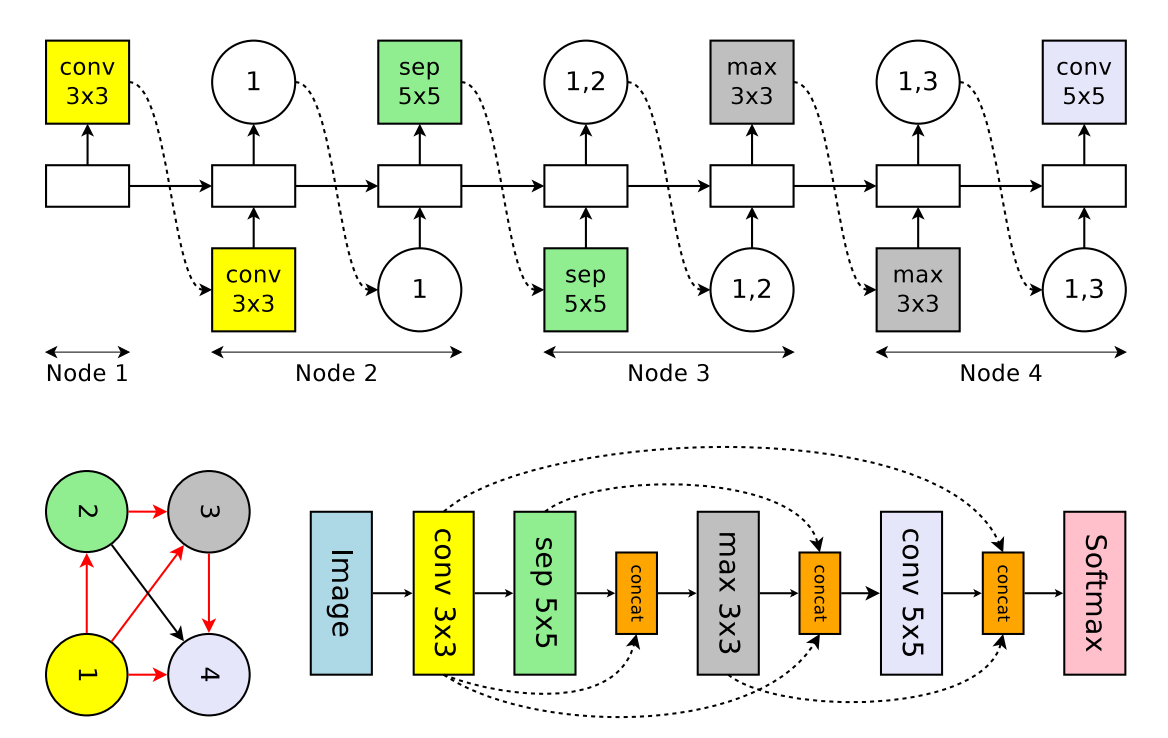 conv
3x3
1
sep
5x5
1,2
max
3x3
1,3
conv
5x5
conv
3x3
1
sep
5x5
1,2
max
3x3
1,3
Node 1
Node 2
Node 3
Node 4
2
3
1
4
Image
conv 3x3
sep 5x5
concat
max 3x3
concat
conv 5x5
concat
Softmax